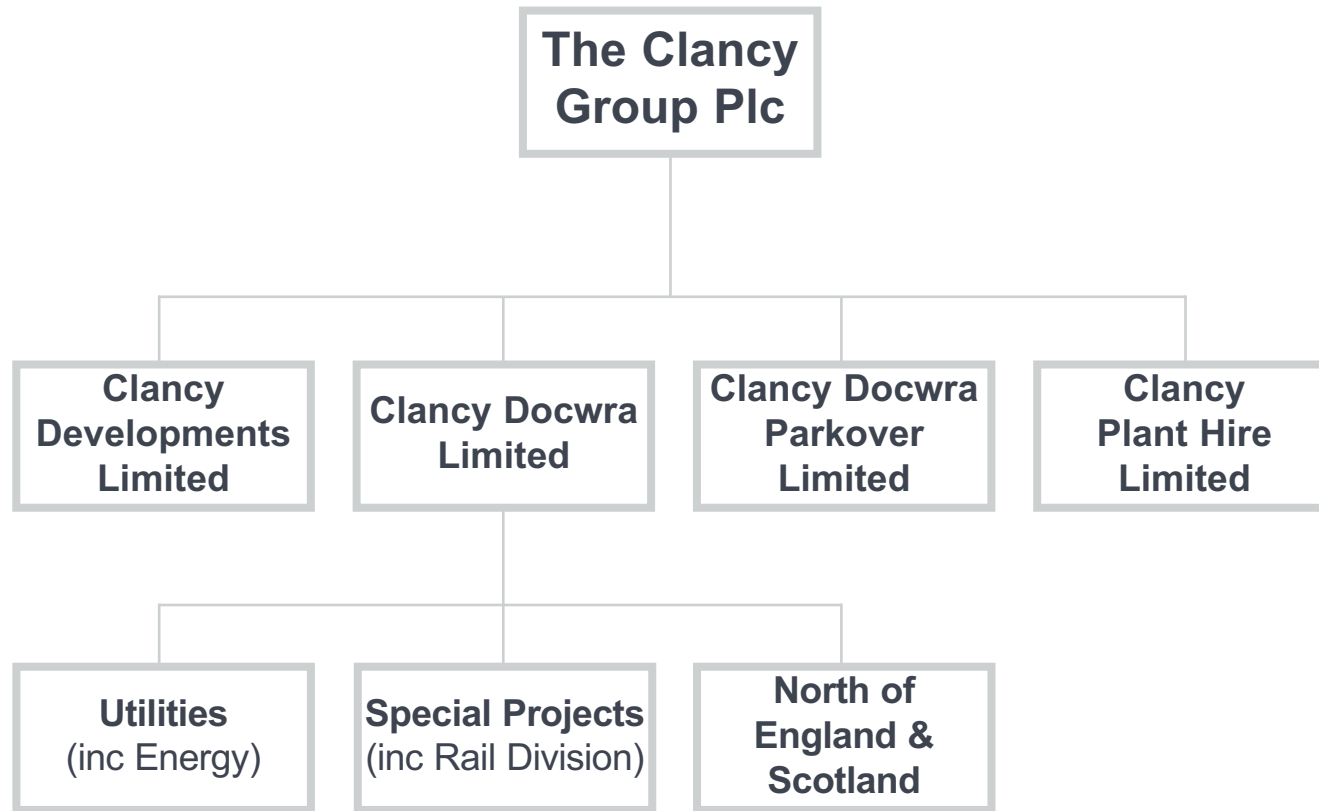 The Clancy
Group Plc
Clancy
Developments
Limited
Clancy Docwra
Limited
Clancy Docwra
Parkover
Limited
Clancy
Plant Hire
Limited
Utilities
(inc Energy)
Special Projects
(inc Rail Division)
North of
England &
Scotland